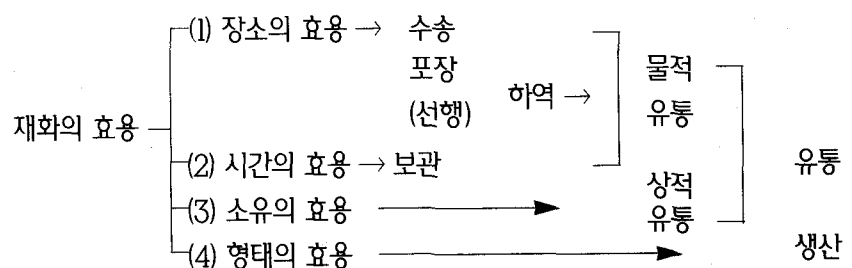 (1) 장소의 효용 → 수송
포장 물적
하역 →
재화의 효용 (선행) 유통
(2) 시간의 효용 → 보관 유통
상적
(3) 소유의 효용 유통
(4) 형태의 효용 생산